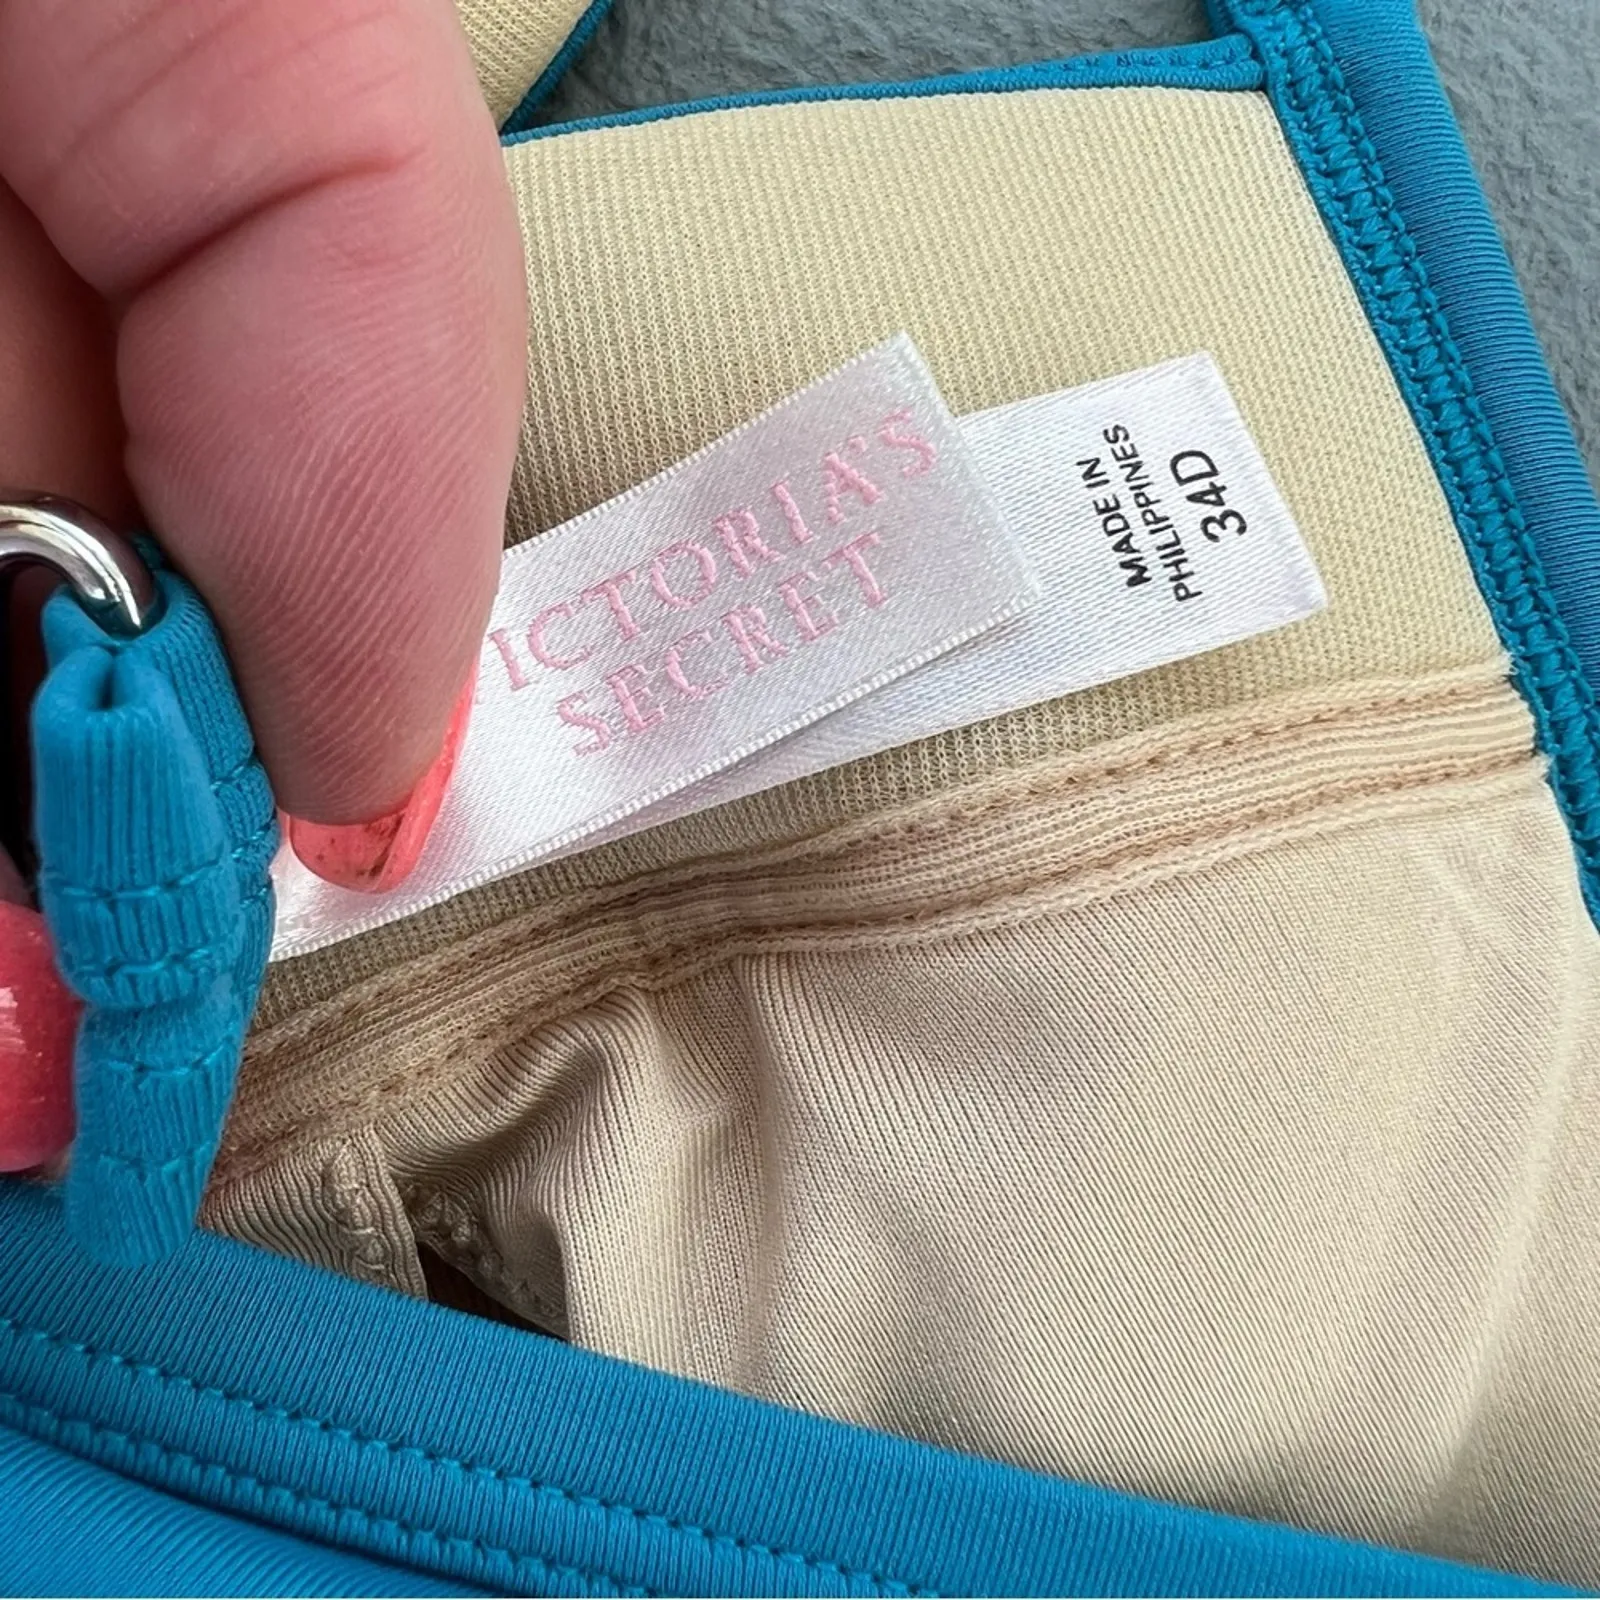 VICTORIA'S
SECRET
MADE IN
PHILIPPINES
34D